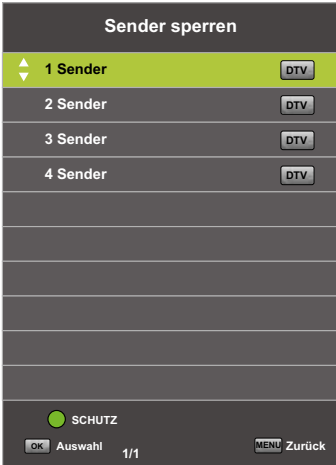 Sender sperren
1 Sender DTV
2 Sender DTV
3 Sender DTV
4 Sender DTV
SCHUTZ
OK Auswahl 1/1 MENU Zurück